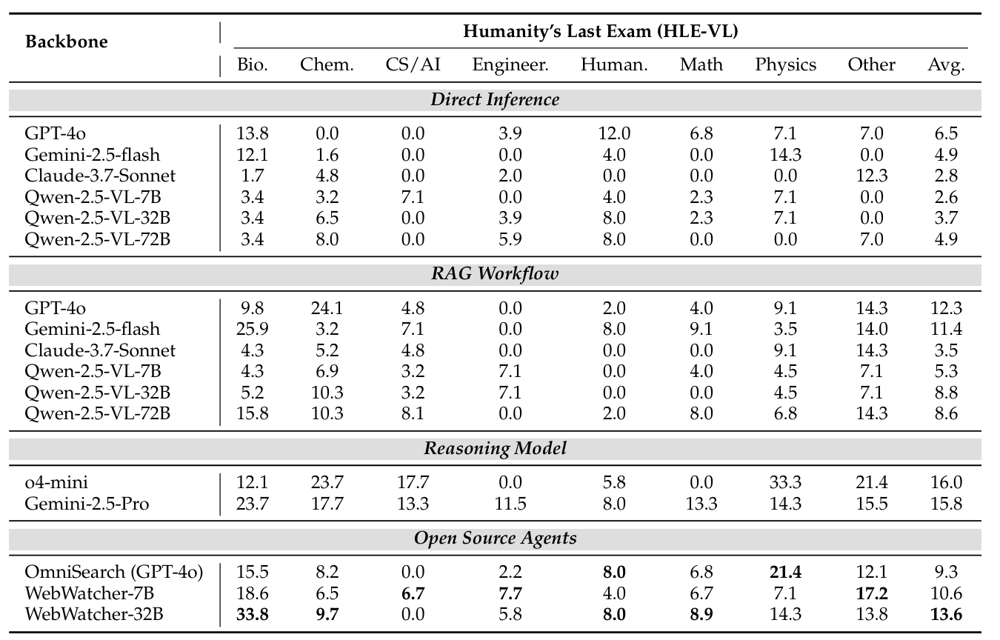 Backbone Humanity's Last Exam (HLE-VL)
Bio. Chem. CS/AI Engineer. Human. Math Physics Other Avg.
Direct Inference
GPT-4o 13.8 0.0 0.0 3.9 12.0 6.8 7.1 7.0 6.5
Gemini-2.5-flash 12.1 1.6 0.0 0.0 4.0 0.0 14.3 0.0 4.9
Claude-3.7-Sonnet 1.7 4.8 0.0 2.0 0.0 0.0 0.0 12.3 2.8
Qwen-2.5-VL-7B 3.4 3.2 7.1 0.0 4.0 2.3 7.1 0.0 2.6
Qwen-2.5-VL-32B 3.4 6.5 0.0 3.9 8.0 2.3 7.1 0.0 3.7
Qwen-2.5-VL-72B 3.4 8.0 0.0 5.9 8.0 0.0 0.0 7.0 4.9
RAG Workflow
GPT-4o 9.8 24.1 4.8 0.0 2.0 4.0 9.1 14.3 12.3
Gemini-2.5-flash 25.9 3.2 7.1 0.0 8.0 9.1 3.5 14.0 11.4
Claude-3.7-Sonnet 4.3 5.2 4.8 0.0 0.0 0.0 9.1 14.3 3.5
Qwen-2.5-VL-7B 4.3 6.9 3.2 7.1 0.0 4.0 4.5 7.1 5.3
Qwen-2.5-VL-32B 5.2 10.3 3.2 7.1 0.0 0.0 4.5 7.1 8.8
Qwen-2.5-VL-72B 15.8 10.3 8.1 0.0 2.0 8.0 6.8 14.3 8.6
Reasoning Model
o4-mini 12.1 23.7 17.7 0.0 5.8 0.0 33.3 21.4 16.0
Gemini-2.5-Pro 23.7 17.7 13.3 11.5 8.0 13.3 14.3 15.5 15.8
Open Source Agents
OmniSearch (GPT-4o) 15.5 8.2 0.0 2.2 8.0 6.8 21.4 12.1 9.3
WebWatcher-7B 18.6 6.5 6.7 7.7 4.0 6.7 7.1 17.2 10.6
WebWatcher-32B 33.8 9.7 0.0 5.8 8.0 8.9 14.3 13.8 13.6